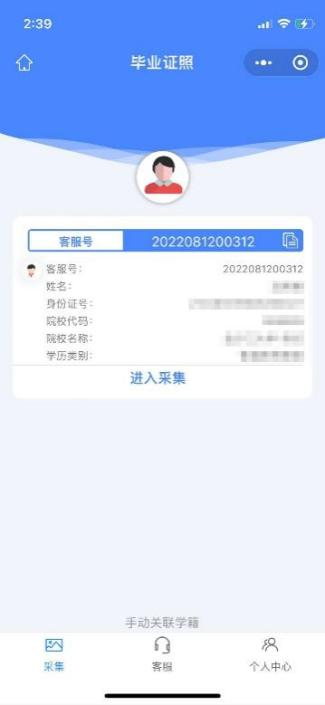 2:39
毕业证照
客服号 2022081200312
客服号: 2022081200312
姓名:
身份证号:
院校代码:
院校名称:
学历类别:
进入采集
手动关联学籍
采集 客服 个人中心